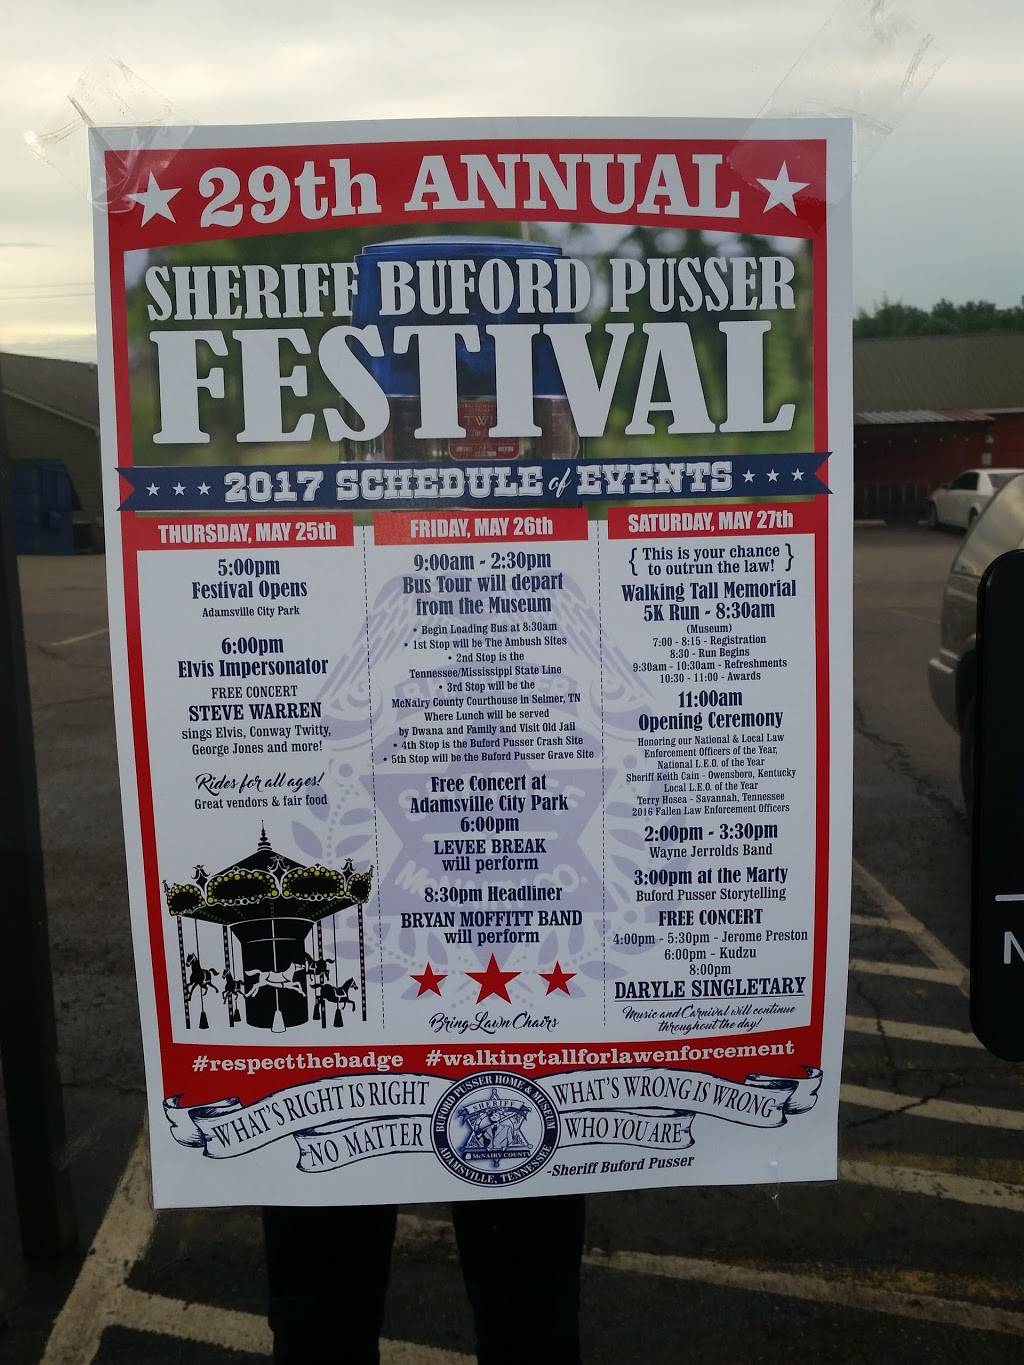 29th ANNUAL
SHERIFF BUFORD PUSSER
FESTIVAL
2017 SCHEDULE of EVENTS
THURSDAY, MAY 25th
5:00pm
Festival Opens
Adamsville City Park
6:00pm
Elvis Impersonator
FREE CONCERT
STEVE WARREN
sings Elvis, Conway Twitty,
George Jones and more!
Rides for all ages!
Great vendors & fair food
FRIDAY, MAY 26th
9:00am - 2:30pm
Bus Tour will depart
from the Museum
• Begin Loading Bus at 8:30am
• 1st Stop will be The Ambush Sites
• 2nd Stop is the
Tennessee/Mississippi State Line
• 3rd Stop will be the
McNairy County Courthouse in Selmer, TN
Where Lunch will be served
by Dwana and Family and Visit Old Jail
• 4th Stop is the Buford Pusser Crash Site
• 5th Stop will be the Buford Pusser Grave Site
Free Concert at
Adamsville City Park
6:00pm
LEVEE BREAK
will perform
8:30pm Headliner
BRYAN MOFFITT BAND
will perform
Bring Lawn Chairs
SATURDAY, MAY 27th
{ This is your chance }
to outrun the law!
Walking Tall Memorial
5K Run - 8:30am
(Museum)
7:00 - 8:15 - Registration
8:30 - Run Begins
9:30am - 10:30am - Refreshments
10:30 - 11:00 - Awards
11:00am
Opening Ceremony
Honoring our National & Local Law
Enforcement Officers of the Year,
National L.E.O. of the Year
Sheriff Keith Cain - Owensboro, Kentucky
Local L.E.O. of the Year
Terry Hosea - Savannah, Tennessee
2016 Fallen Law Enforcement Officers
2:00pm - 3:30pm
Wayne Jerrolds Band
3:00pm at the Marty
Buford Pusser Storytelling
FREE CONCERT
4:00pm - 5:30pm - Jerome Preston
6:00pm - Kudzu
8:00pm
DARYLE SINGLETARY
Music and Carnival will continue
throughout the day!
#respectthebadge #walkingtallforlawenforcement
WHAT'S RIGHT IS RIGHT
WHAT'S WRONG IS WRONG
NO MATTER
WHO YOU ARE
-Sheriff Buford Pusser
BUFORD PUSSER HOME & MUSEUM
SHERIFF
McNAIRY COUNTY
ADAMSVILLE, TENNESSEE
N